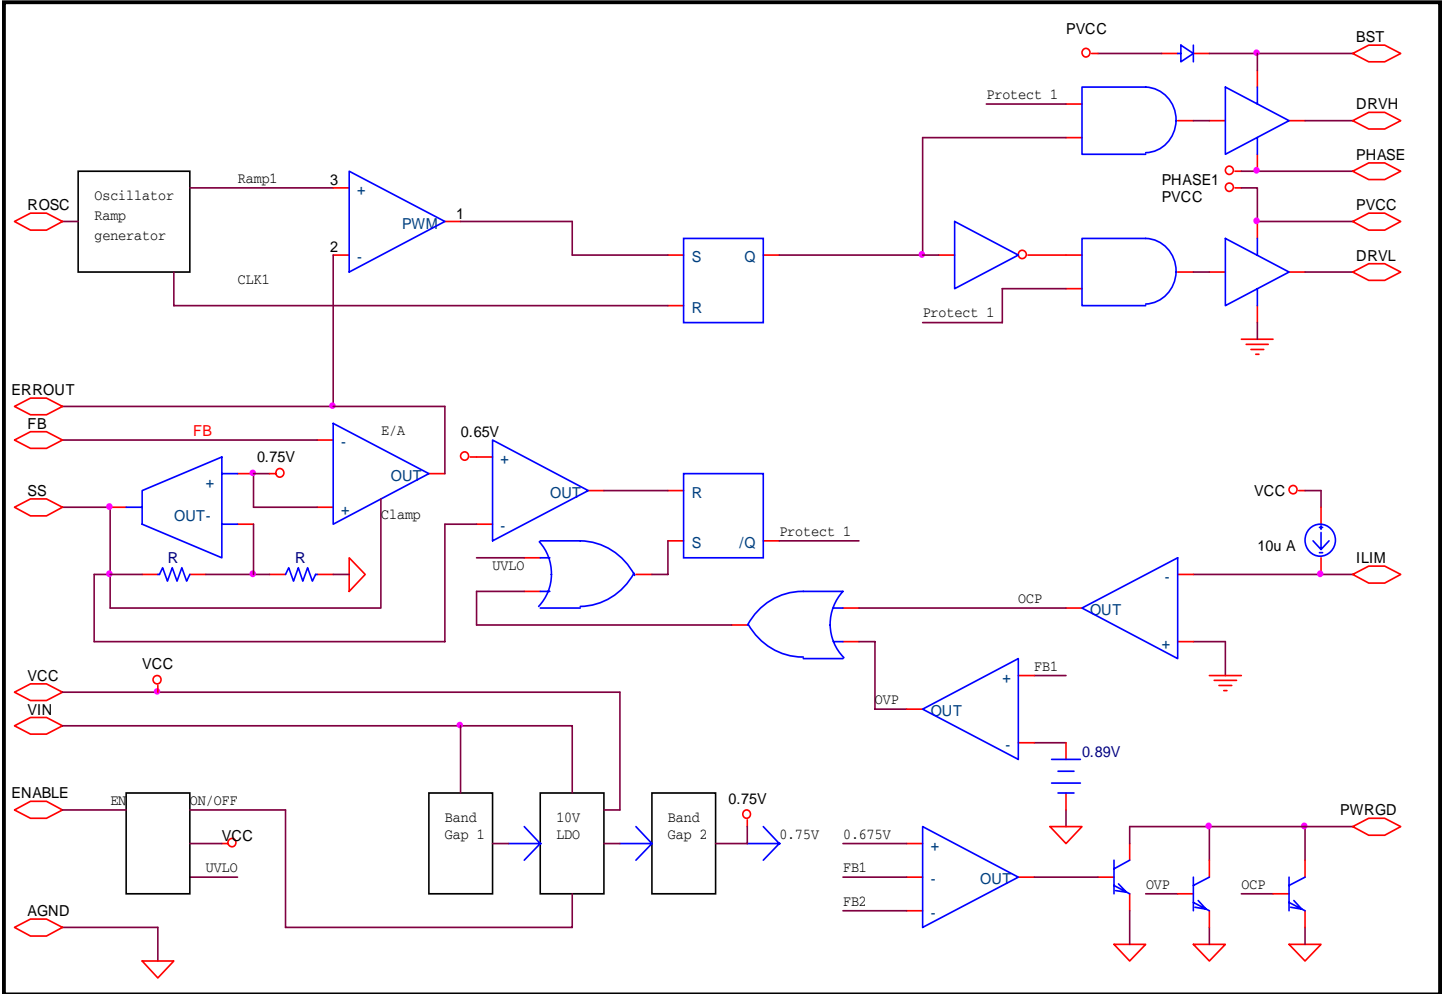 PVCC
BST
Protect 1
DRVH
PHASE
PHASE1
PVCC
PVCC
ROSC
Oscillator
Ramp
generator
Ramp1
3
+
PWM
1
2
-
CLK1
S
Q
R
Protect 1
DRVL
ERROUT
FB
FB
E/A
-
OUT
+
Clamp
0.75V
SS
+
OUT-
R
R
0.65V
+
OUT
-
R
S
/Q
Protect 1
UVLO
VCC
10u A
ILIM
-
OUT
+
OCP
OVP
FB1
+
OUT
-
0.89V
VCC
VCC
VIN
ENABLE
EN
ON/OFF
VCC
UVLO
Band
Gap 1
10V
LDO
Band
Gap 2
0.75V
0.75V
0.675V
+
FB1
-
OUT
FB2
-
PWRGD
OVP
OCP
AGND